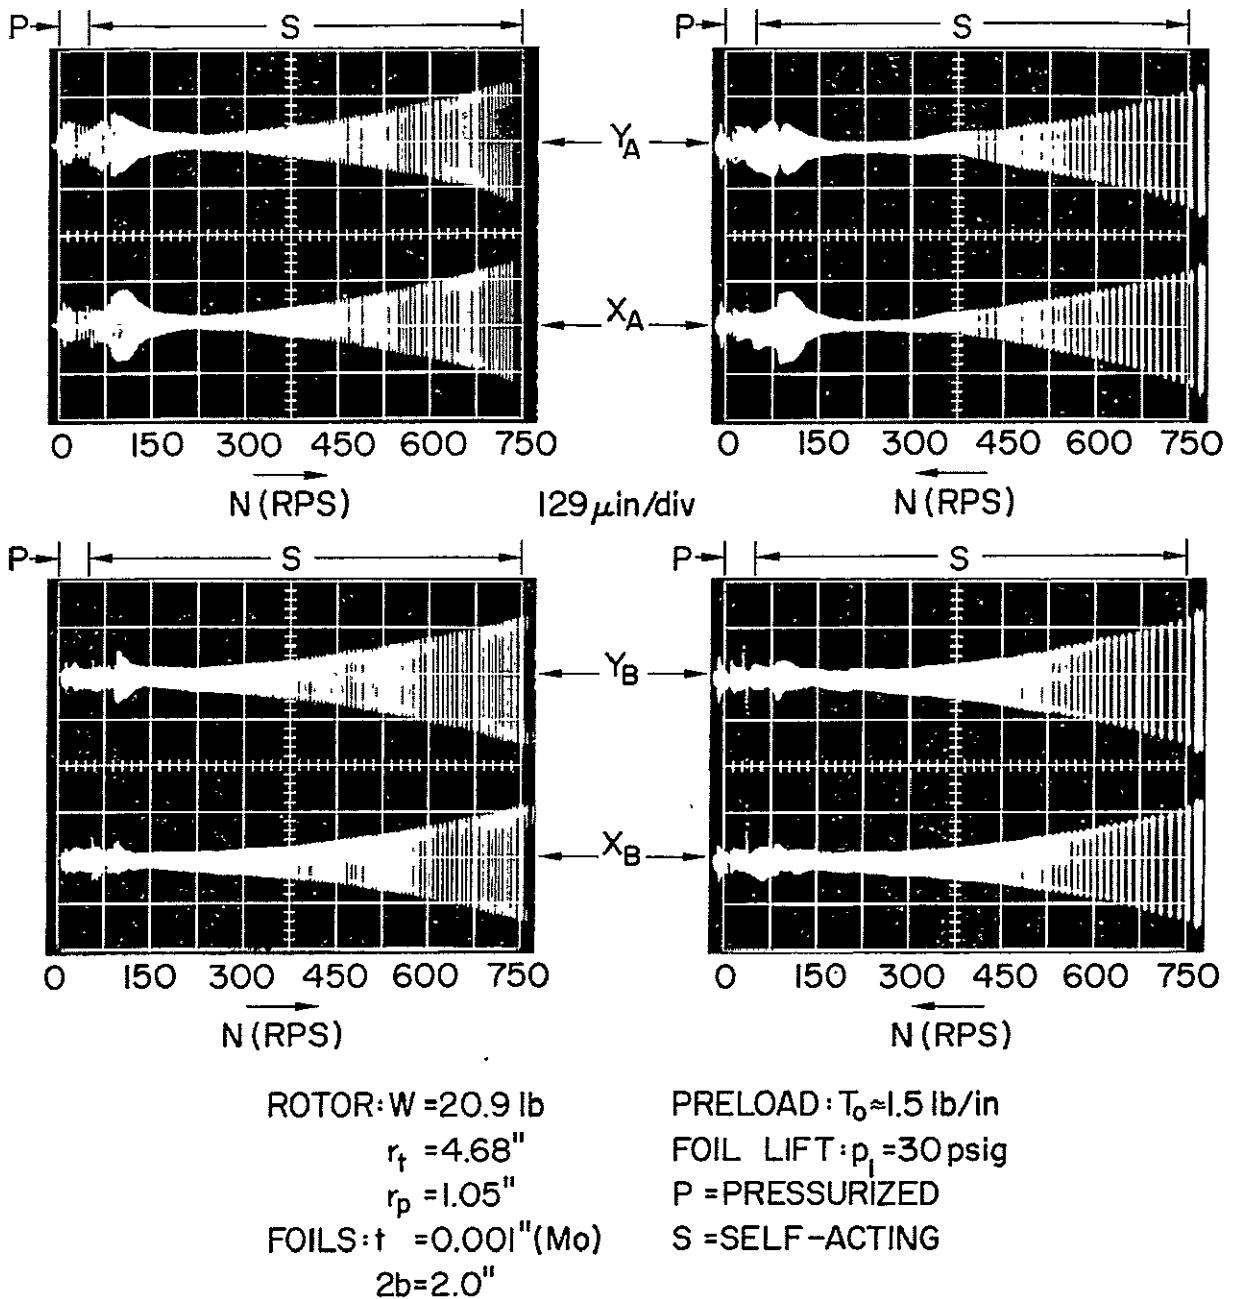 P S P S
Y_A
X_A
0 150 300 450 600 750 0 150 300 450 600 750
N (RPS) 129 μin/div N (RPS)
P S P S
Y_B
X_B
0 150 300 450 600 750 0 150 300 450 600 750
N (RPS) N (RPS)
ROTOR: W = 20.9 lb PRELOAD: T₀ ≈ 1.5 lb/in
r_t = 4.68" FOIL LIFT: p_l = 30 psig
r_p = 1.05" P = PRESSURIZED
FOILS: t = 0.001" (Mo) S = SELF-ACTING
2b = 2.0"